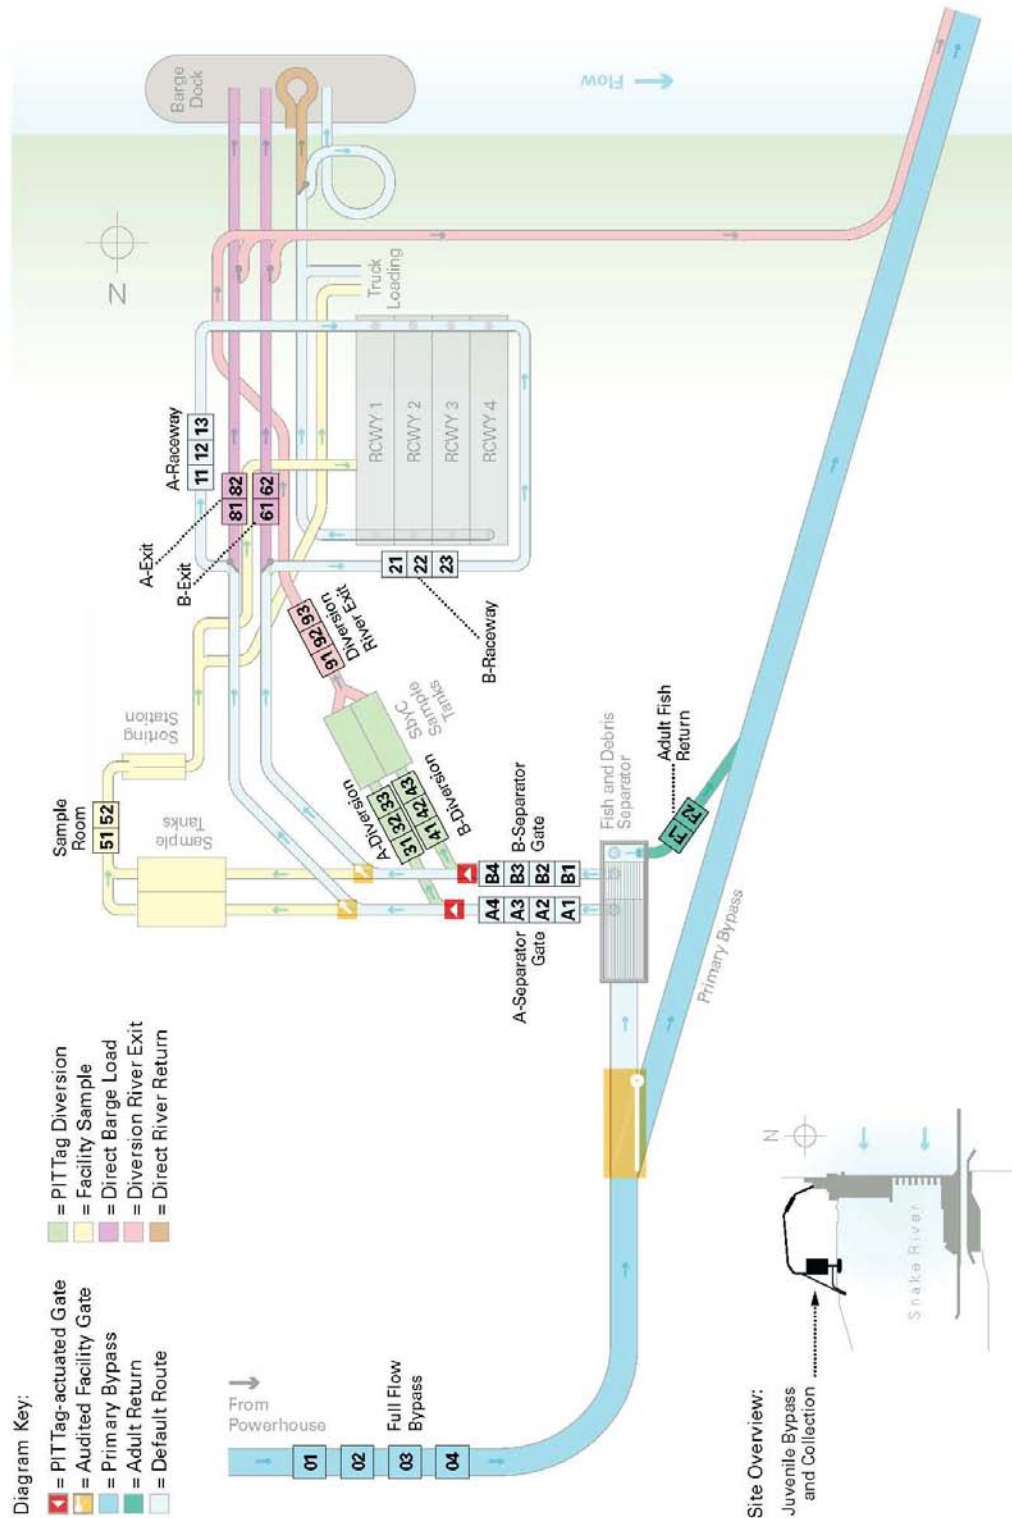 Diagram Key:
= PITTag-actuated Gate
= Audited Facility Gate
= Primary Bypass
= Adult Return
= Default Route
= PITTag Diversion
= Facility Sample
= Direct Barge Load
= Diversion River Exit
= Direct River Return
From
Powerhouse
01
02
03
04
Full Flow
Bypass
Site Overview:
Juvenile Bypass
and Collection
N
Snake River
Primary Bypass
Fish and Debris
Separator
Adult Fish
Return
T1
T2
A-Separator
Gate
A1
A2
A3
A4
B-Separator
Gate
B1
B2
B3
B4
A-Diversion
31 32 33
B-Diversion
41 42 43
SbyC
Sample
Tanks
Sample
Tanks
Sample
Room
51 52
Sorting
Station
91 92 93
Diversion
River Exit
A-Exit
81 82
B-Exit
61 62
A-Raceway
11 12 13
B-Raceway
21
22
23
RCWY 1
RCWY 2
RCWY 3
RCWY 4
Truck
Loading
N
Barge
Dock
Flow